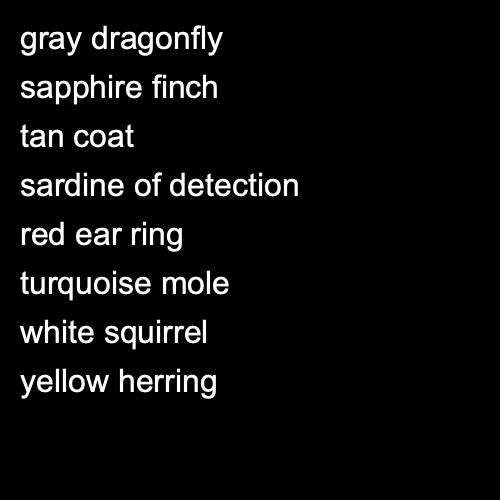 gray dragonfly
sapphire finch
tan coat
sardine of detection
red ear ring
turquoise mole
white squirrel
yellow herring